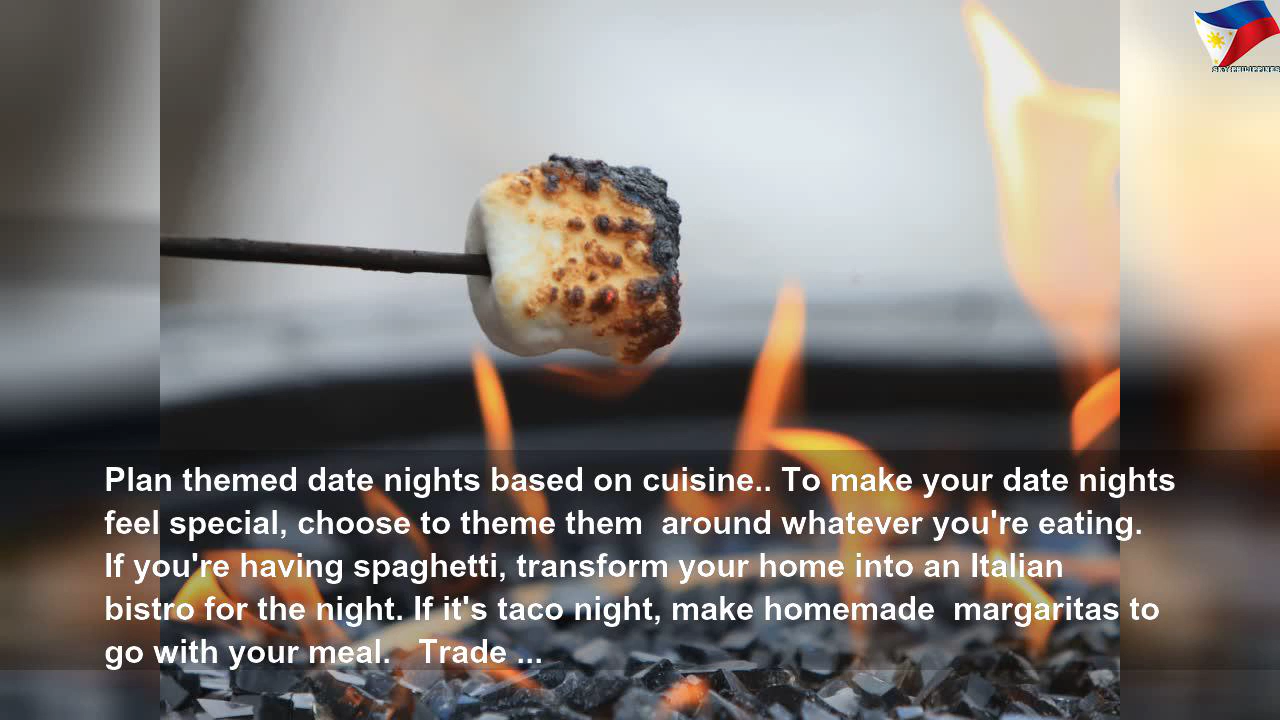 SKYPHILIPPINES
Plan themed date nights based on cuisine.. To make your date nights
feel special, choose to theme them  around whatever you're eating.
If you're having spaghetti, transform your home into an Italian
bistro for the night. If it's taco night, make homemade  margaritas to
go with your meal.   Trade ...